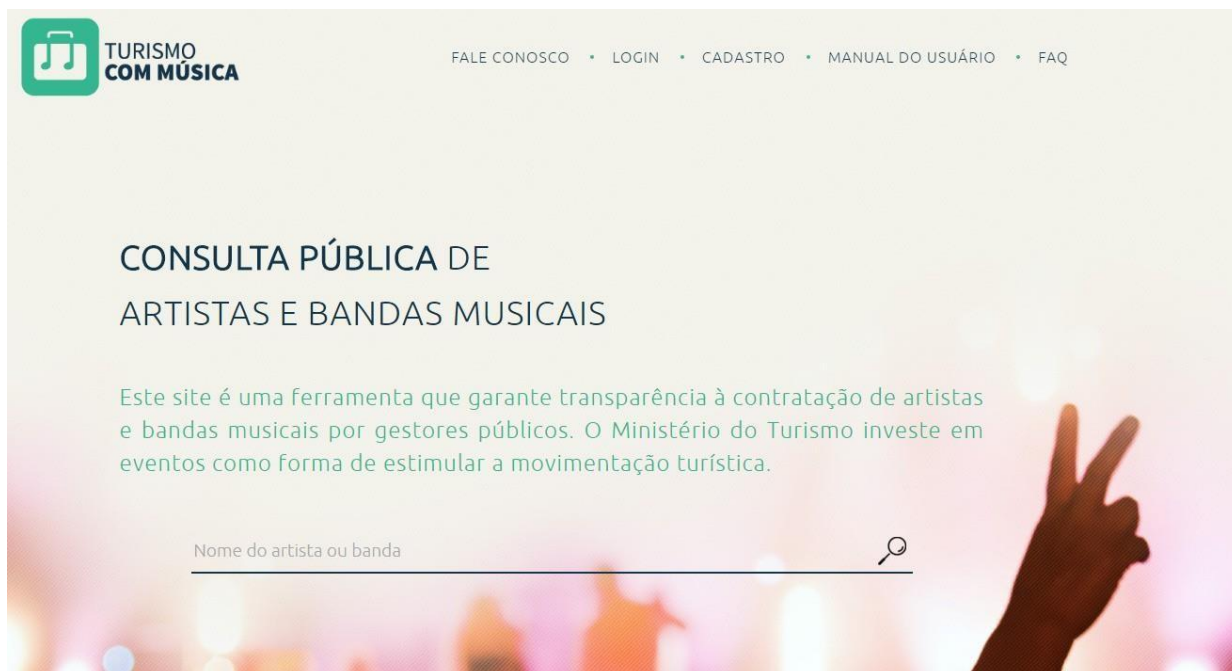 TURISMO
COM MÚSICA
FALE CONOSCO • LOGIN • CADASTRO • MANUAL DO USUÁRIO • FAQ
CONSULTA PÚBLICA DE
ARTISTAS E BANDAS MUSICAIS
Este site é uma ferramenta que garante transparência à contratação de artistas
e bandas musicais por gestores públicos. O Ministério do Turismo investe em
eventos como forma de estimular a movimentação turística.
Nome do artista ou banda